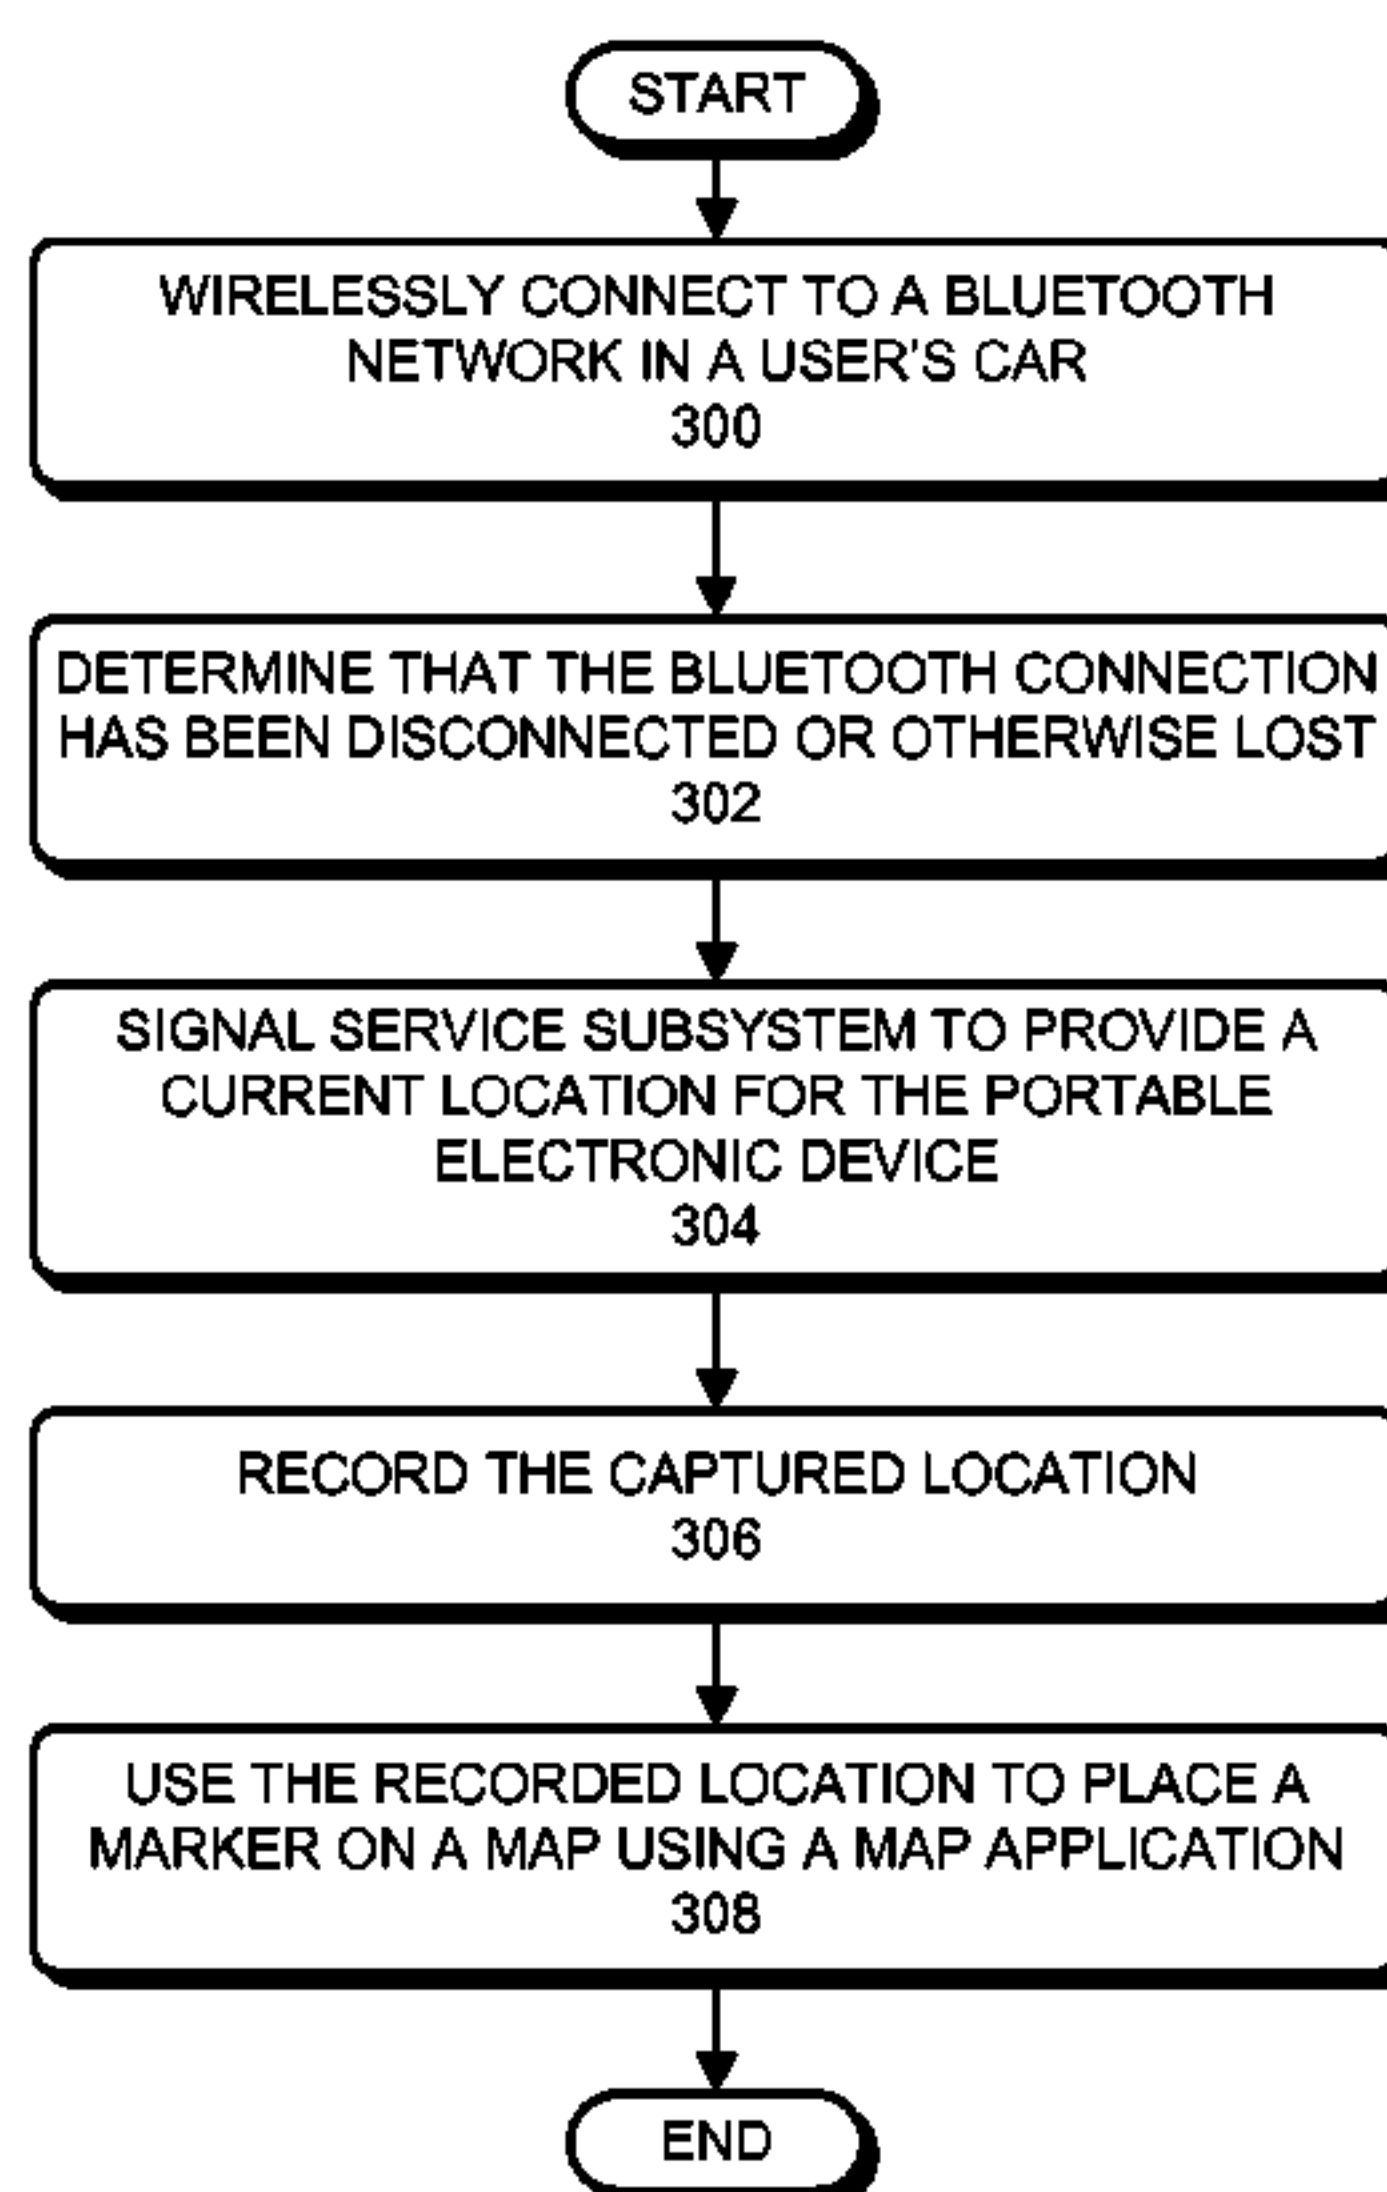 START
WIRELESSLY CONNECT TO A BLUETOOTH
NETWORK IN A USER'S CAR
300
DETERMINE THAT THE BLUETOOTH CONNECTION
HAS BEEN DISCONNECTED OR OTHERWISE LOST
302
SIGNAL SERVICE SUBSYSTEM TO PROVIDE A
CURRENT LOCATION FOR THE PORTABLE
ELECTRONIC DEVICE
304
RECORD THE CAPTURED LOCATION
306
USE THE RECORDED LOCATION TO PLACE A
MARKER ON A MAP USING A MAP APPLICATION
308
END